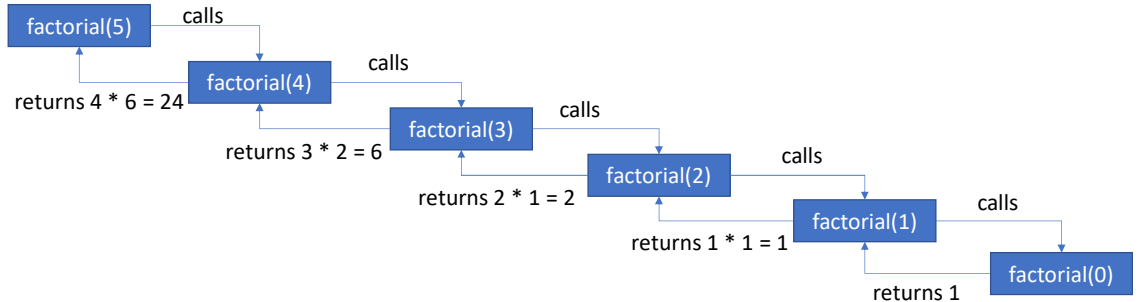 factorial(5)
calls
factorial(4)
returns 4 * 6 = 24
calls
factorial(3)
returns 3 * 2 = 6
calls
factorial(2)
returns 2 * 1 = 2
calls
factorial(1)
returns 1 * 1 = 1
calls
factorial(0)
returns 1